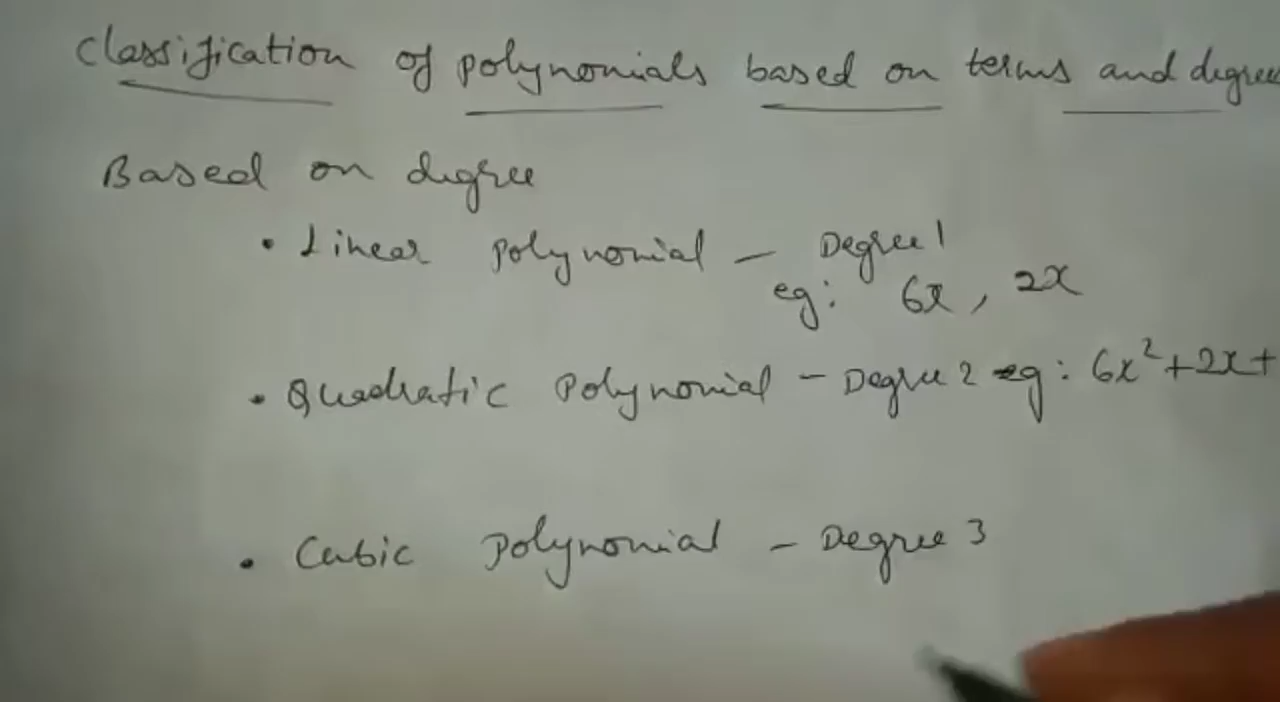 Classification of polynomials based on terms and degree
Based on degree
• Linear polynomial – Degree 1
eg: 6x, 2x
• Quadratic Polynomial – Degree 2 eg: 6x²+2x+
• Cubic Polynomial – Degree 3